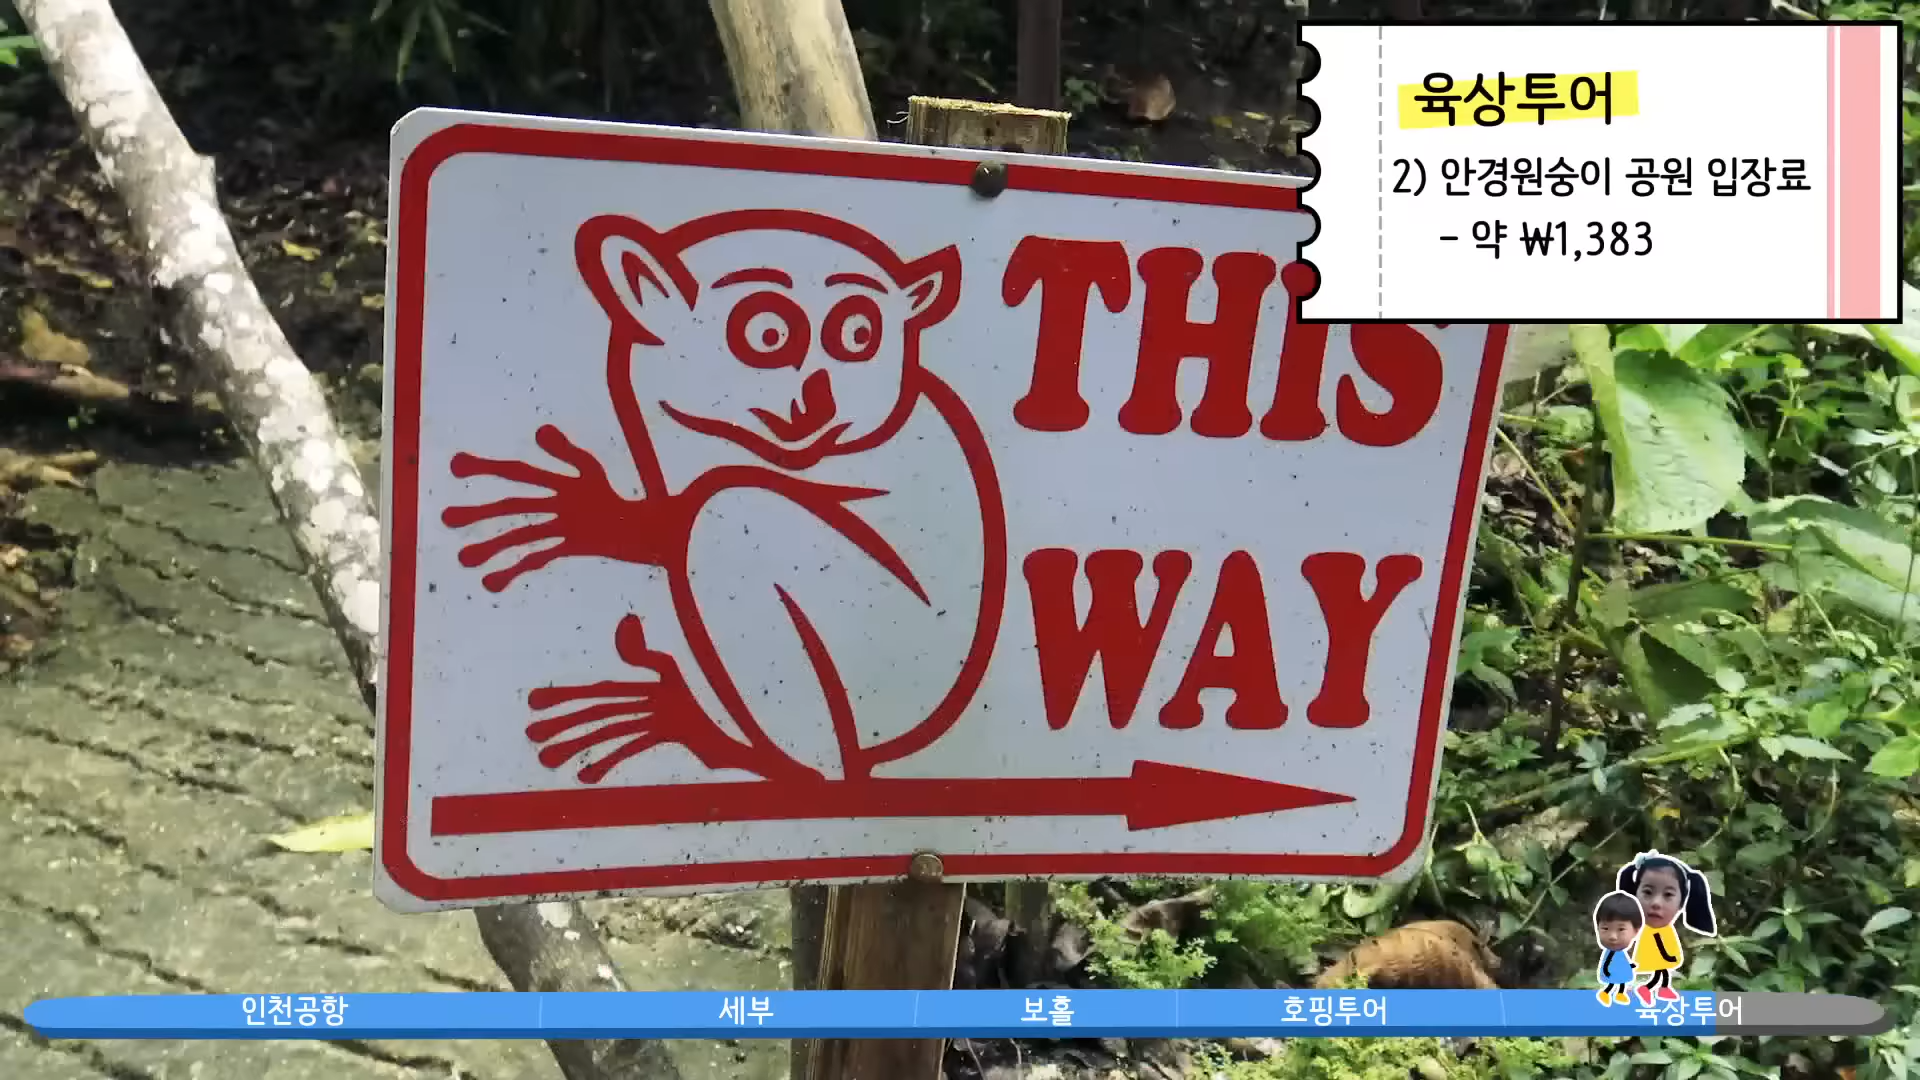 육상투어
2) 안경원숭이 공원 입장료
- 약 ₩1,383
THIS
WAY
인천공항 세부 보홀 호핑투어 육상투어